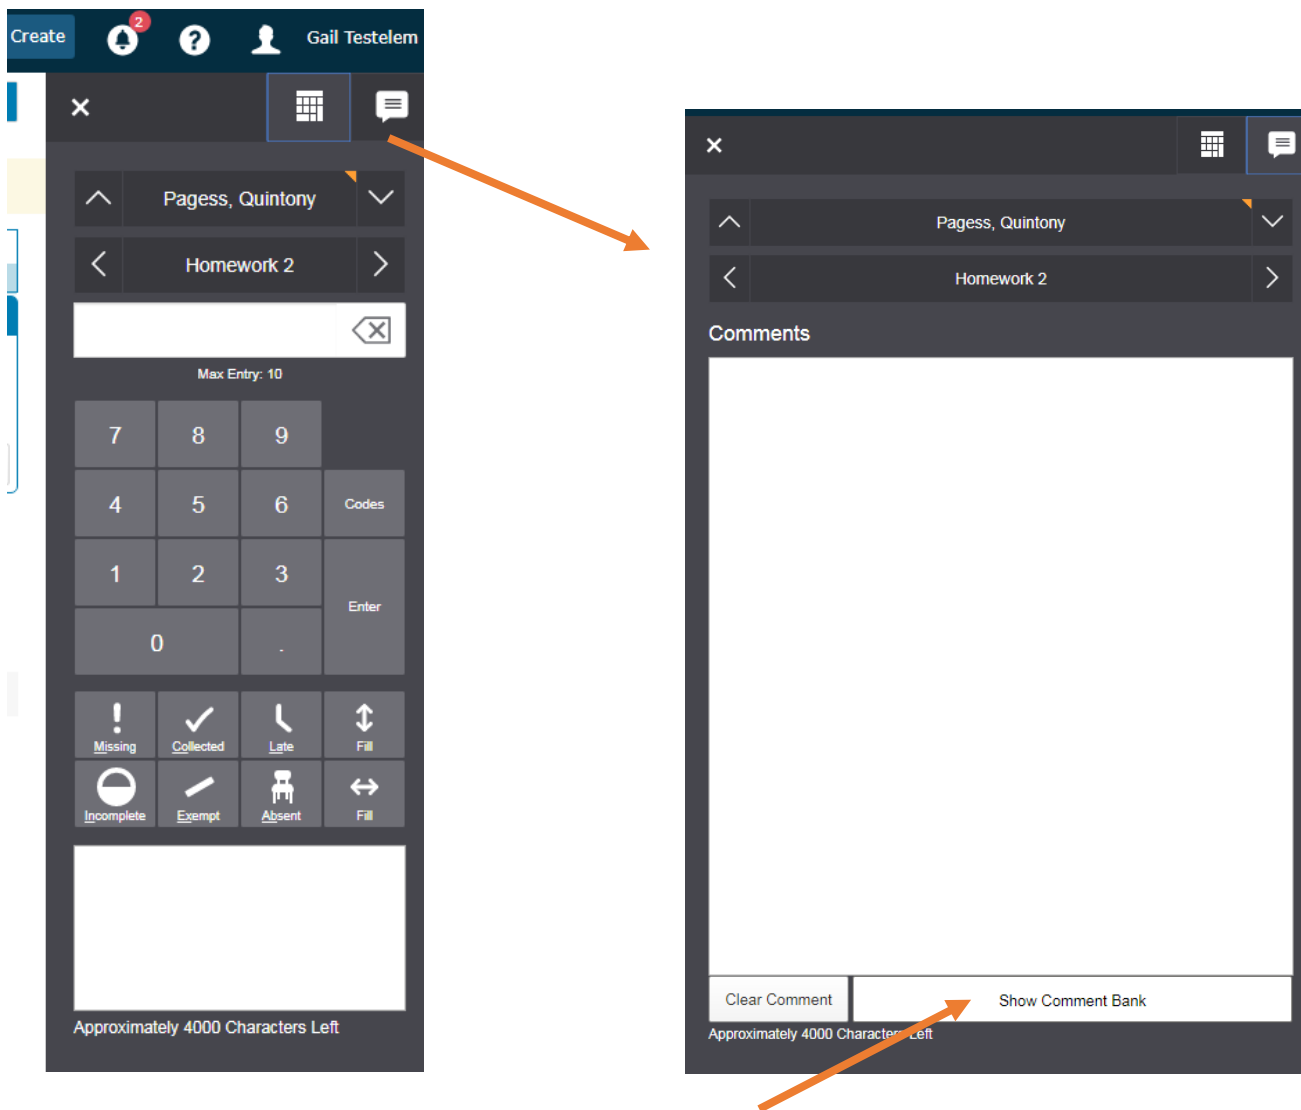 Create
2
?
Gail Testelem
Pagess, Quintony
Homework 2
Max Entry: 10
7 8 9
4 5 6 Codes
1 2 3
Enter
0 .
Missing Collected Late Fill
Incomplete Exempt Absent Fill
Approximately 4000 Characters Left
Pagess, Quintony
Homework 2
Comments
Clear Comment Show Comment Bank
Approximately 4000 Characters Left